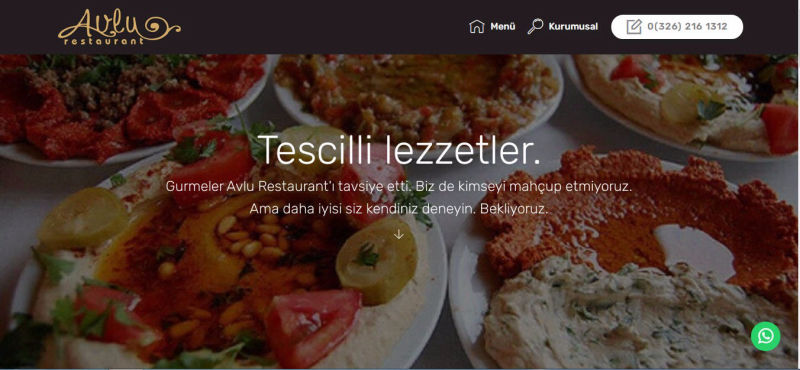 Avlu
restaurant
Menü
Kurumusal
0(326) 216 1312
Tescilli lezzetler.
Gurmeler Avlu Restaurant'ı tavsiye etti. Biz de kimseyi mahçup etmiyoruz.
Ama daha iyisi siz kendiniz deneyin. Bekliyoruz.